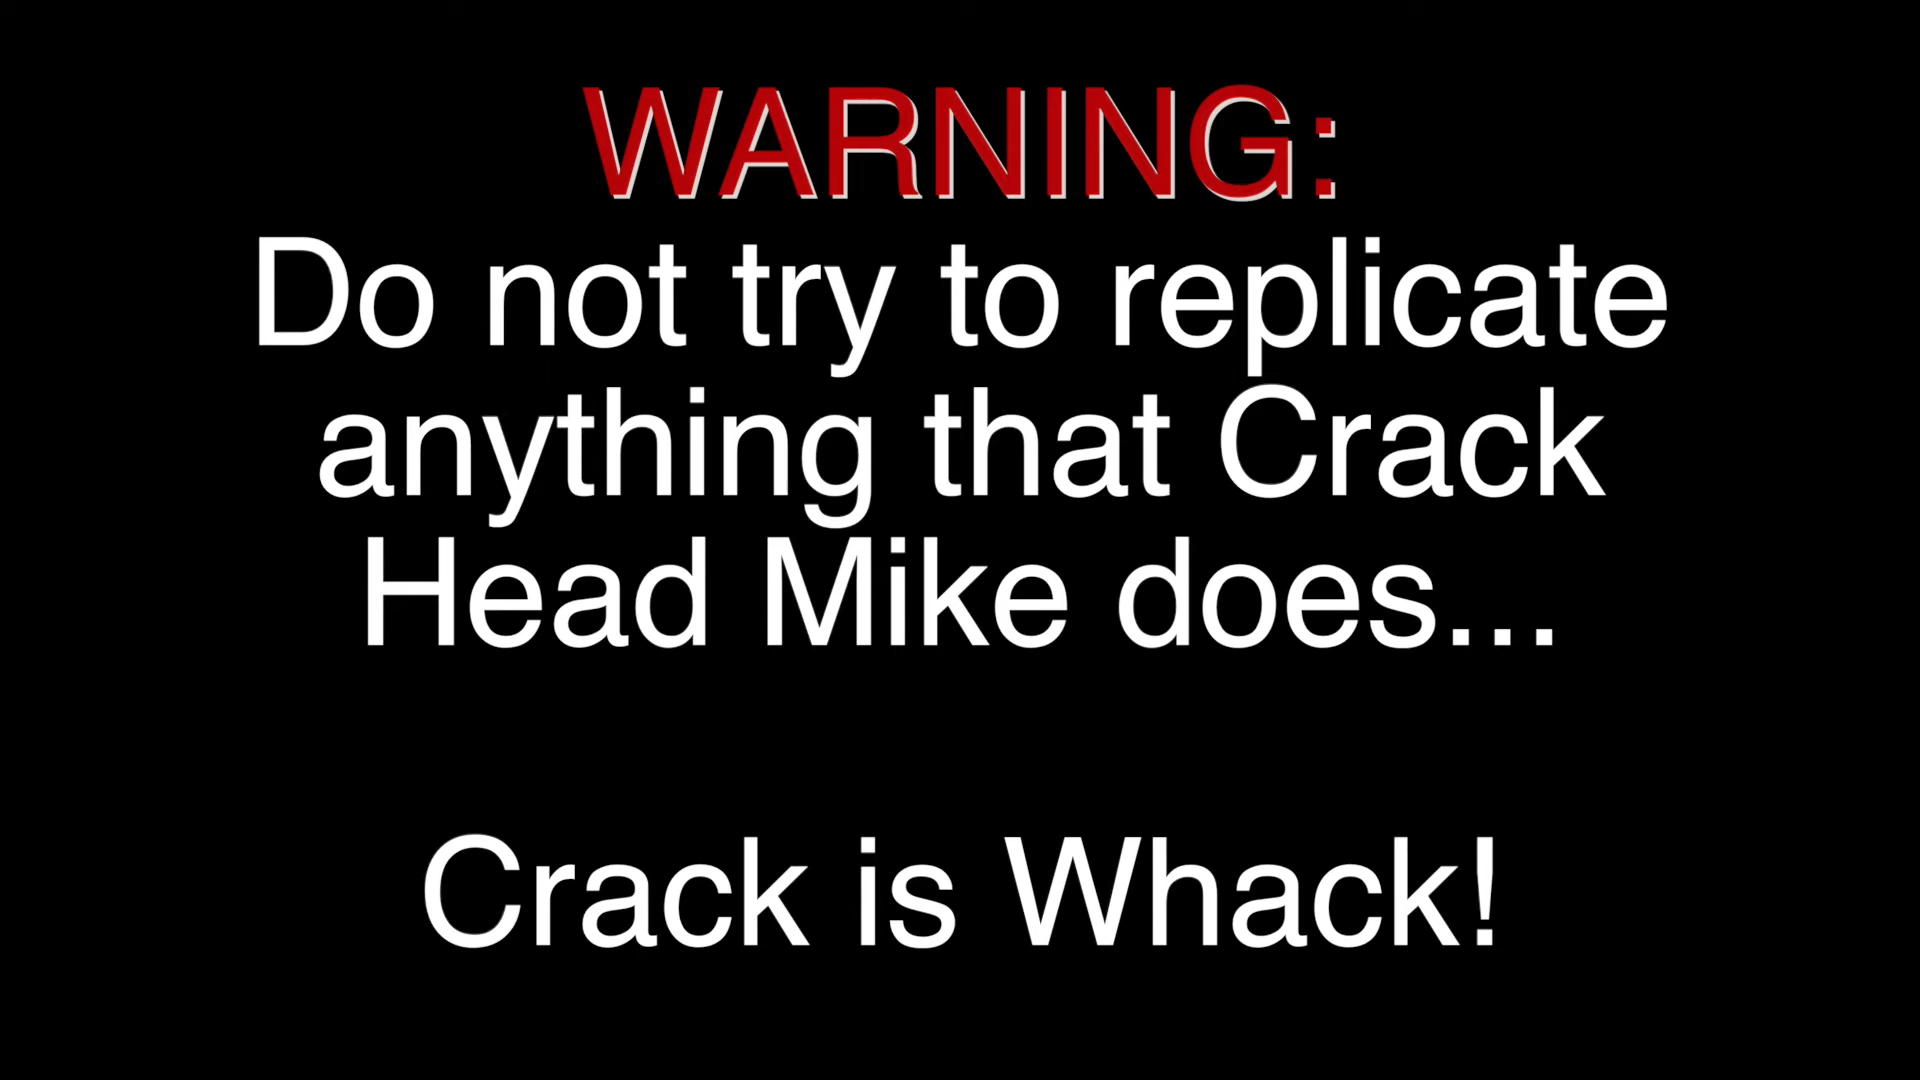 WARNING:
Do not try to replicate
anything that Crack
Head Mike does...
Crack is Whack!